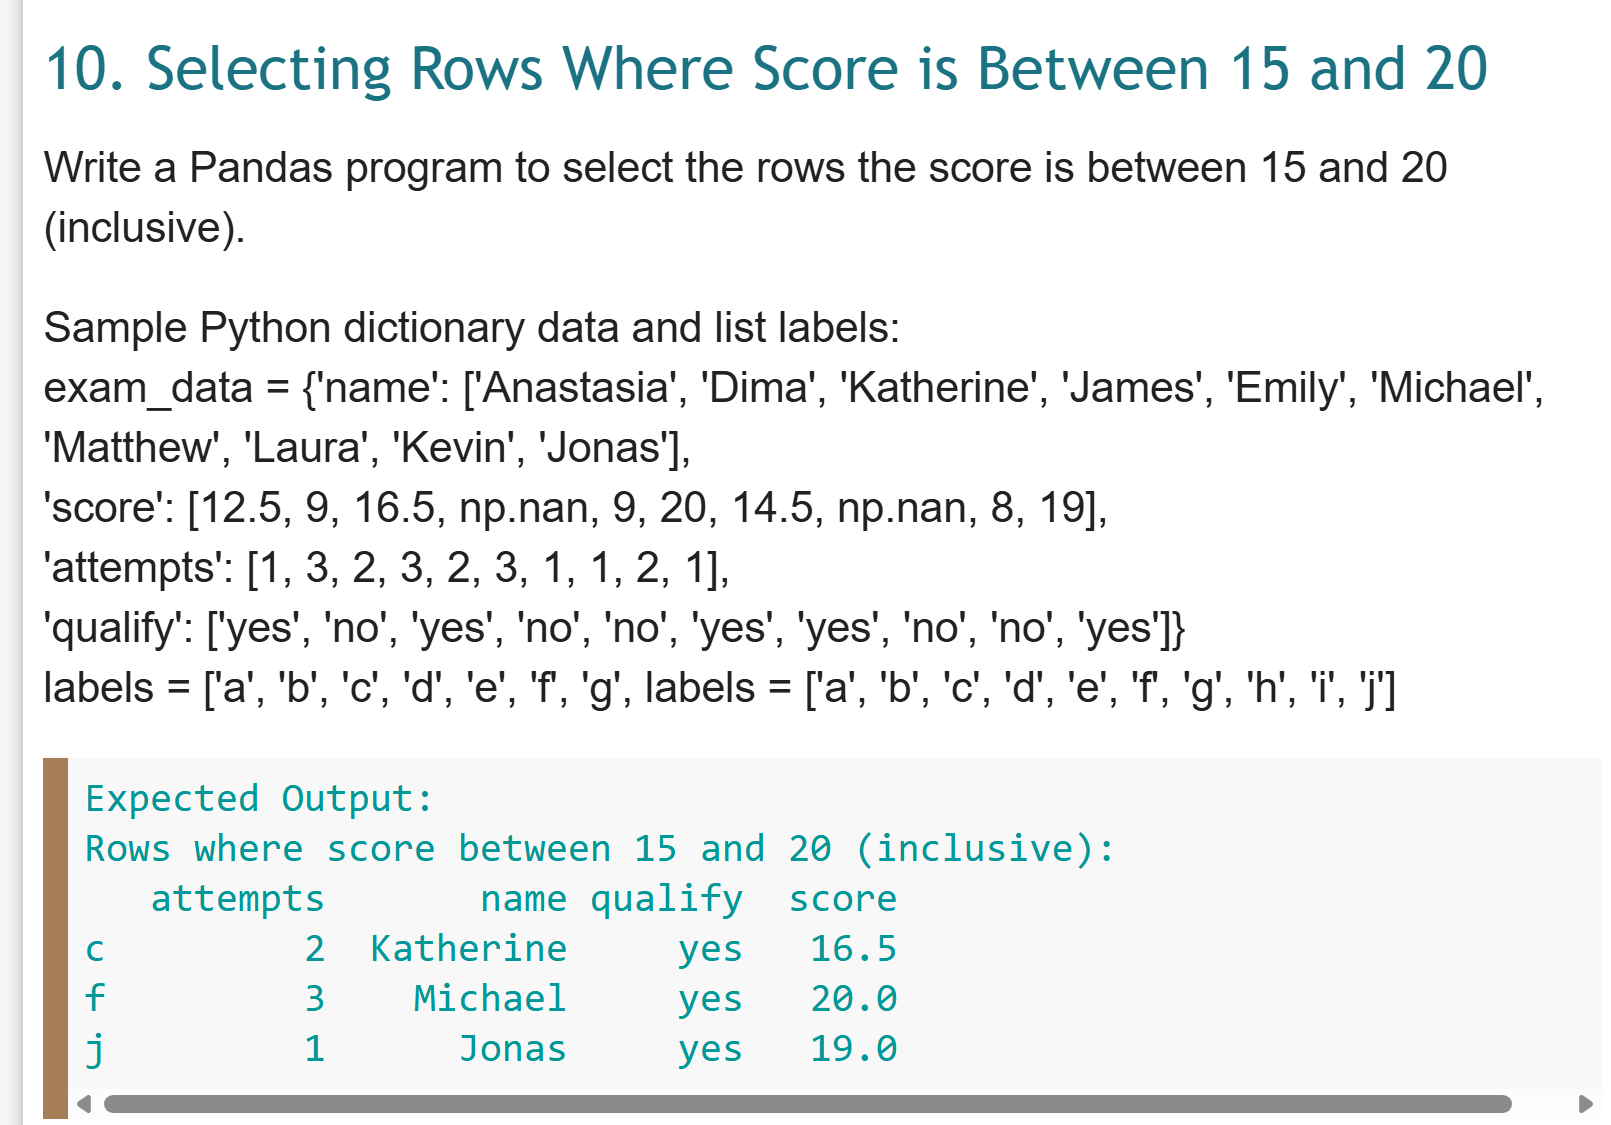 10. Selecting Rows Where Score is Between 15 and 20
Write a Pandas program to select the rows the score is between 15 and 20
(inclusive).
Sample Python dictionary data and list labels:
exam_data = {'name': ['Anastasia', 'Dima', 'Katherine', 'James', 'Emily', 'Michael',
'Matthew', 'Laura', 'Kevin', 'Jonas'],
'score': [12.5, 9, 16.5, np.nan, 9, 20, 14.5, np.nan, 8, 19],
'attempts': [1, 3, 2, 3, 2, 3, 1, 1, 2, 1],
'qualify': ['yes', 'no', 'yes', 'no', 'no', 'yes', 'yes', 'no', 'no', 'yes']}
labels = ['a', 'b', 'c', 'd', 'e', 'f', 'g', labels = ['a', 'b', 'c', 'd', 'e', 'f', 'g', 'h', 'i', 'j']
Expected Output:
Rows where score between 15 and 20 (inclusive):
   attempts       name qualify  score
c         2  Katherine     yes   16.5
f         3    Michael     yes   20.0
j         1      Jonas     yes   19.0